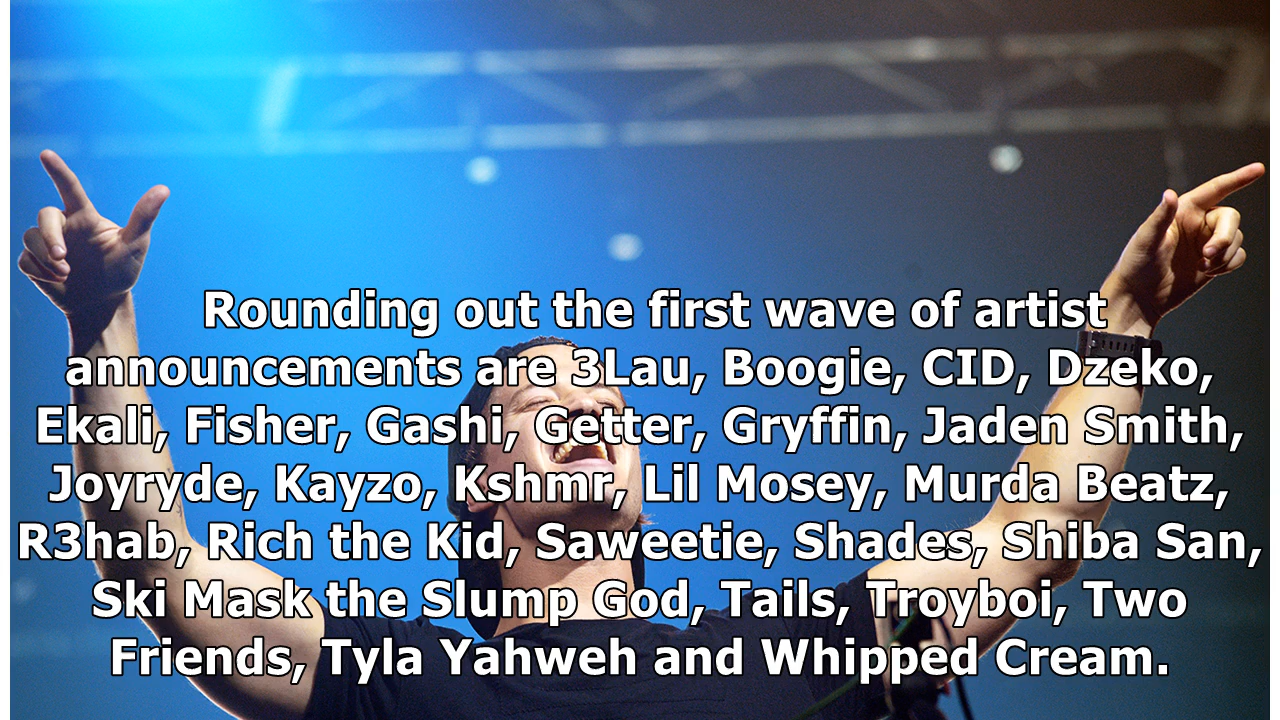 Rounding out the first wave of artist
announcements are 3Lau, Boogie, CID, Dzeko,
Ekali, Fisher, Gashi, Getter, Gryffin, Jaden Smith,
Joyryde, Kayzo, Kshmr, Lil Mosey, Murda Beatz,
R3hab, Rich the Kid, Saweetie, Shades, Shiba San,
Ski Mask the Slump God, Tails, Troyboi, Two
Friends, Tyla Yahweh and Whipped Cream.